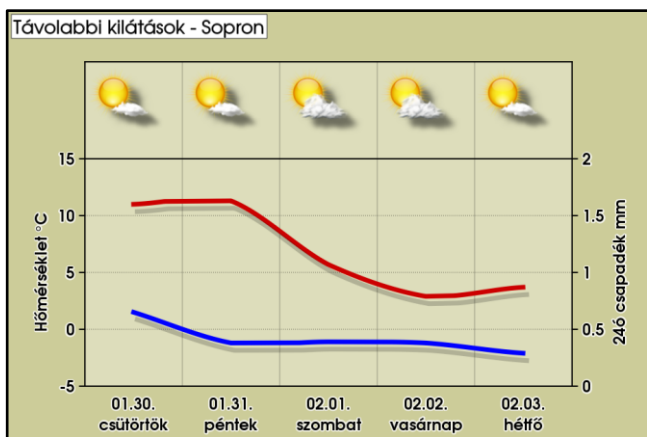 Távolabbi kilátások - Sopron
15
10
5
0
-5
Hőmérséklet °C
2
1.5
1
0.5
0
24ó csapadék mm
01.30. 01.31. 02.01. 02.02. 02.03.
csütörtök péntek szombat vasárnap hétfő